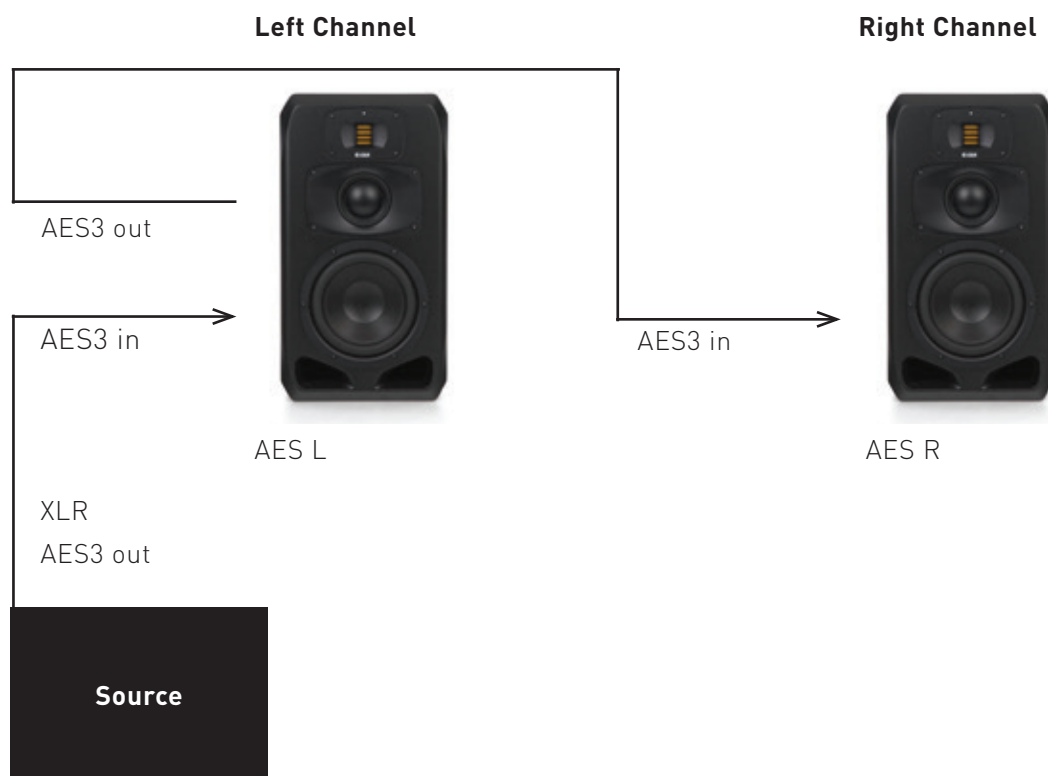 Left Channel
Right Channel
AES3 out
AES3 in
AES3 in
AES L
AES R
XLR
AES3 out
Source